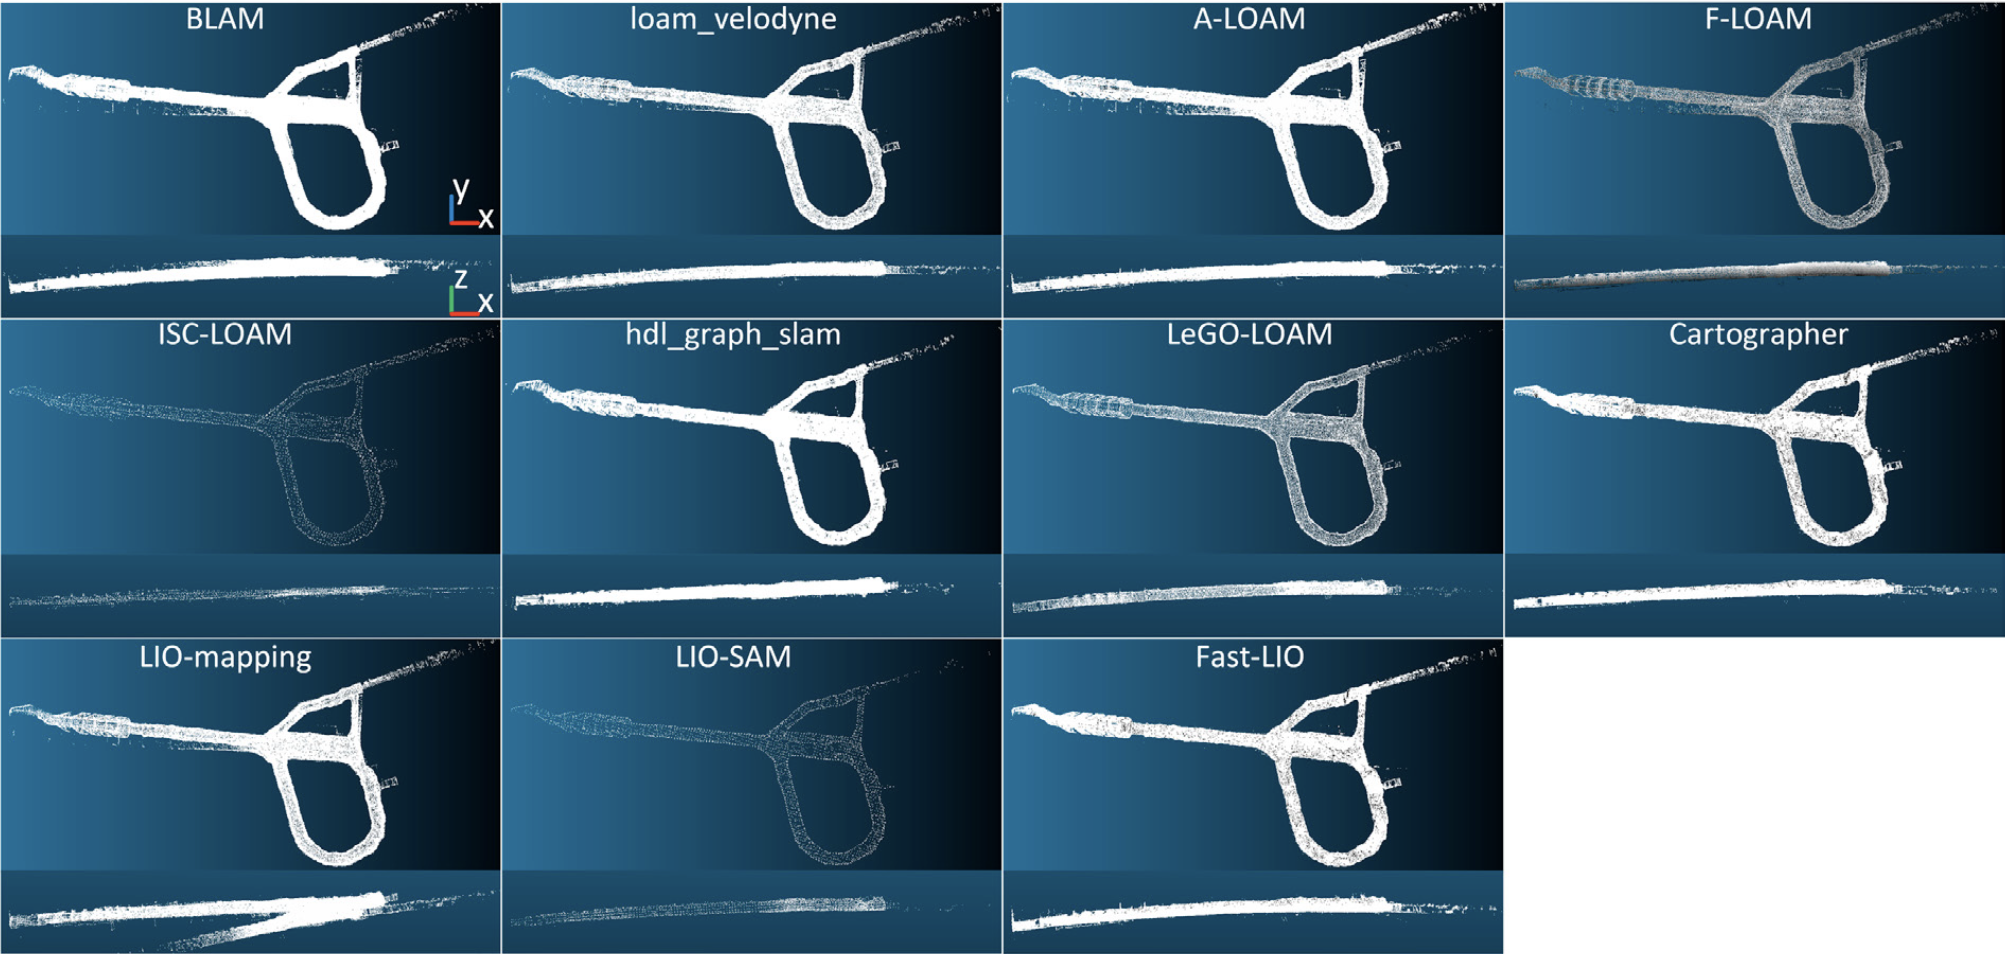 BLAM
loam_velodyne
A-LOAM
F-LOAM
y
x
z
x
ISC-LOAM
hdl_graph_slam
LeGO-LOAM
Cartographer
LIO-mapping
LIO-SAM
Fast-LIO